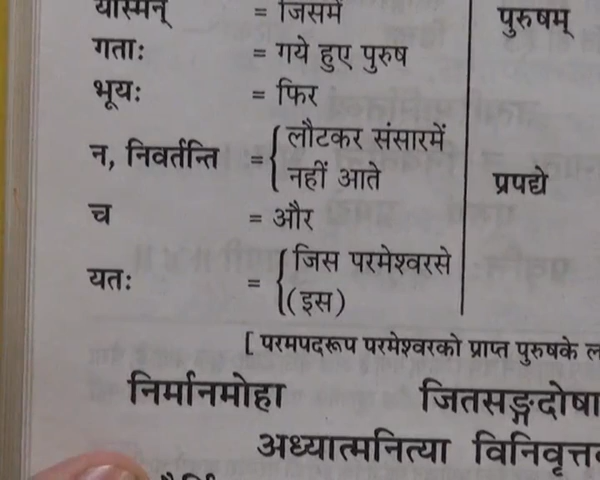 यस्मिन् = जिसमें पुरुषम्
गताः = गये हुए पुरुष
भूयः = फिर
न, निवर्तन्ति = लौटकर संसारमें
नहीं आते प्रपद्ये
च = और
यतः = जिस परमेश्वरसे
(इस)
[ परमपदरूप परमेश्वरको प्राप्त पुरुषके
निर्मानमोहा जितसङ्गदोषा
अध्यात्मनित्या विनिवृत्त